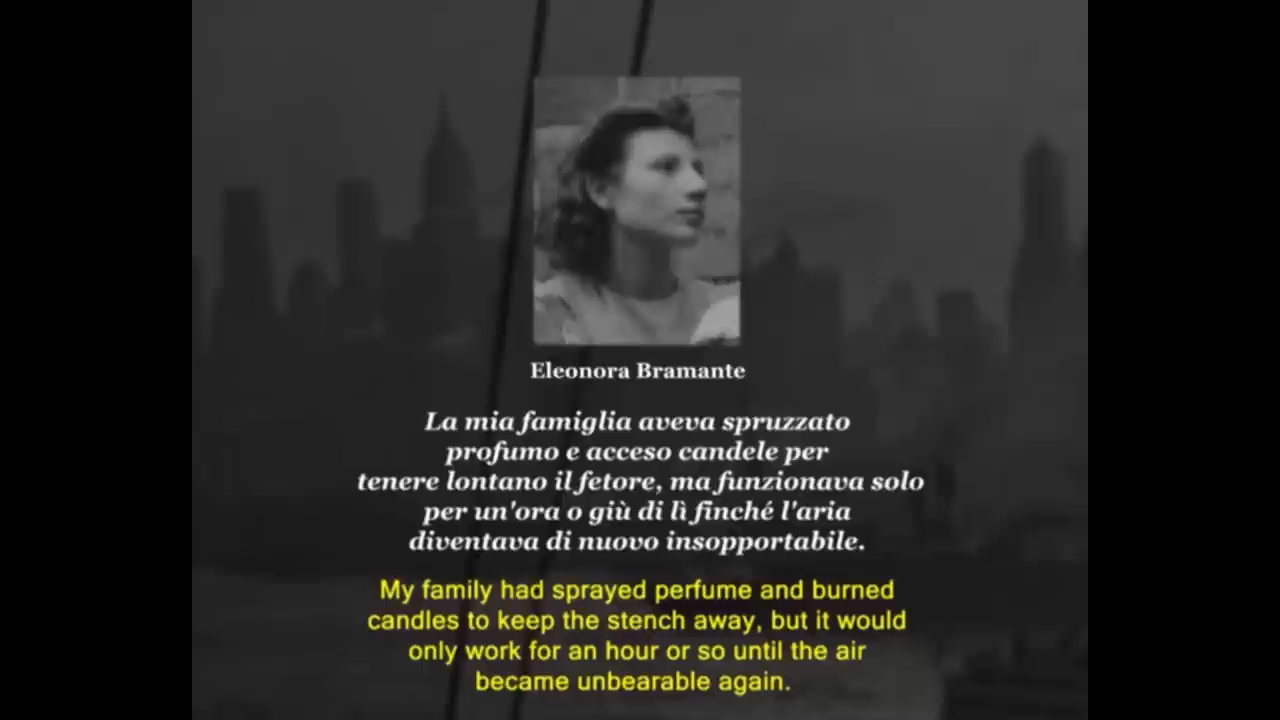 Eleonora Bramante
La mia famiglia aveva spruzzato
profumo e acceso candele per
tenere lontano il fetore, ma funzionava solo
per un'ora o giù di lì finché l'aria
diventava di nuovo insopportabile.
My family had sprayed perfume and burned
candles to keep the stench away, but it would
only work for an hour or so until the air
became unbearable again.